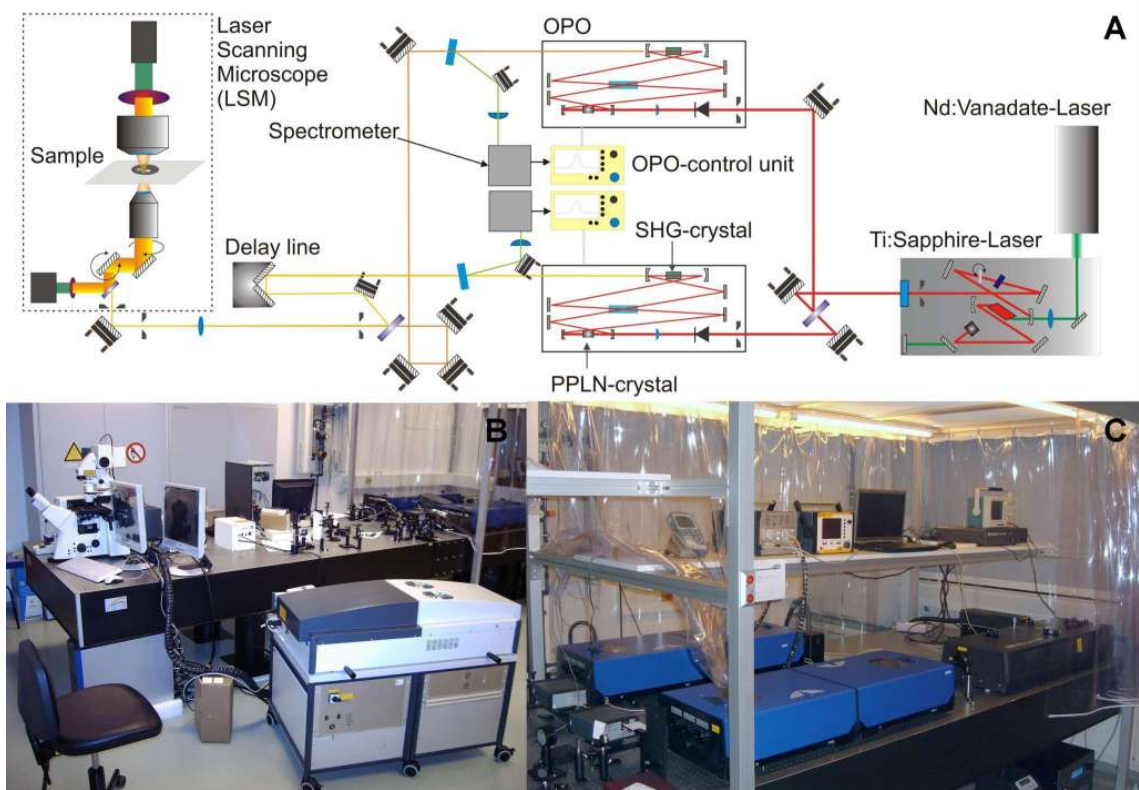 Laser
Scanning
Microscope
(LSM)
OPO
A
Nd:Vanadate-Laser
Spectrometer
Sample
OPO-control unit
SHG-crystal
Delay line
Ti:Sapphire-Laser
PPLN-crystal
B
C